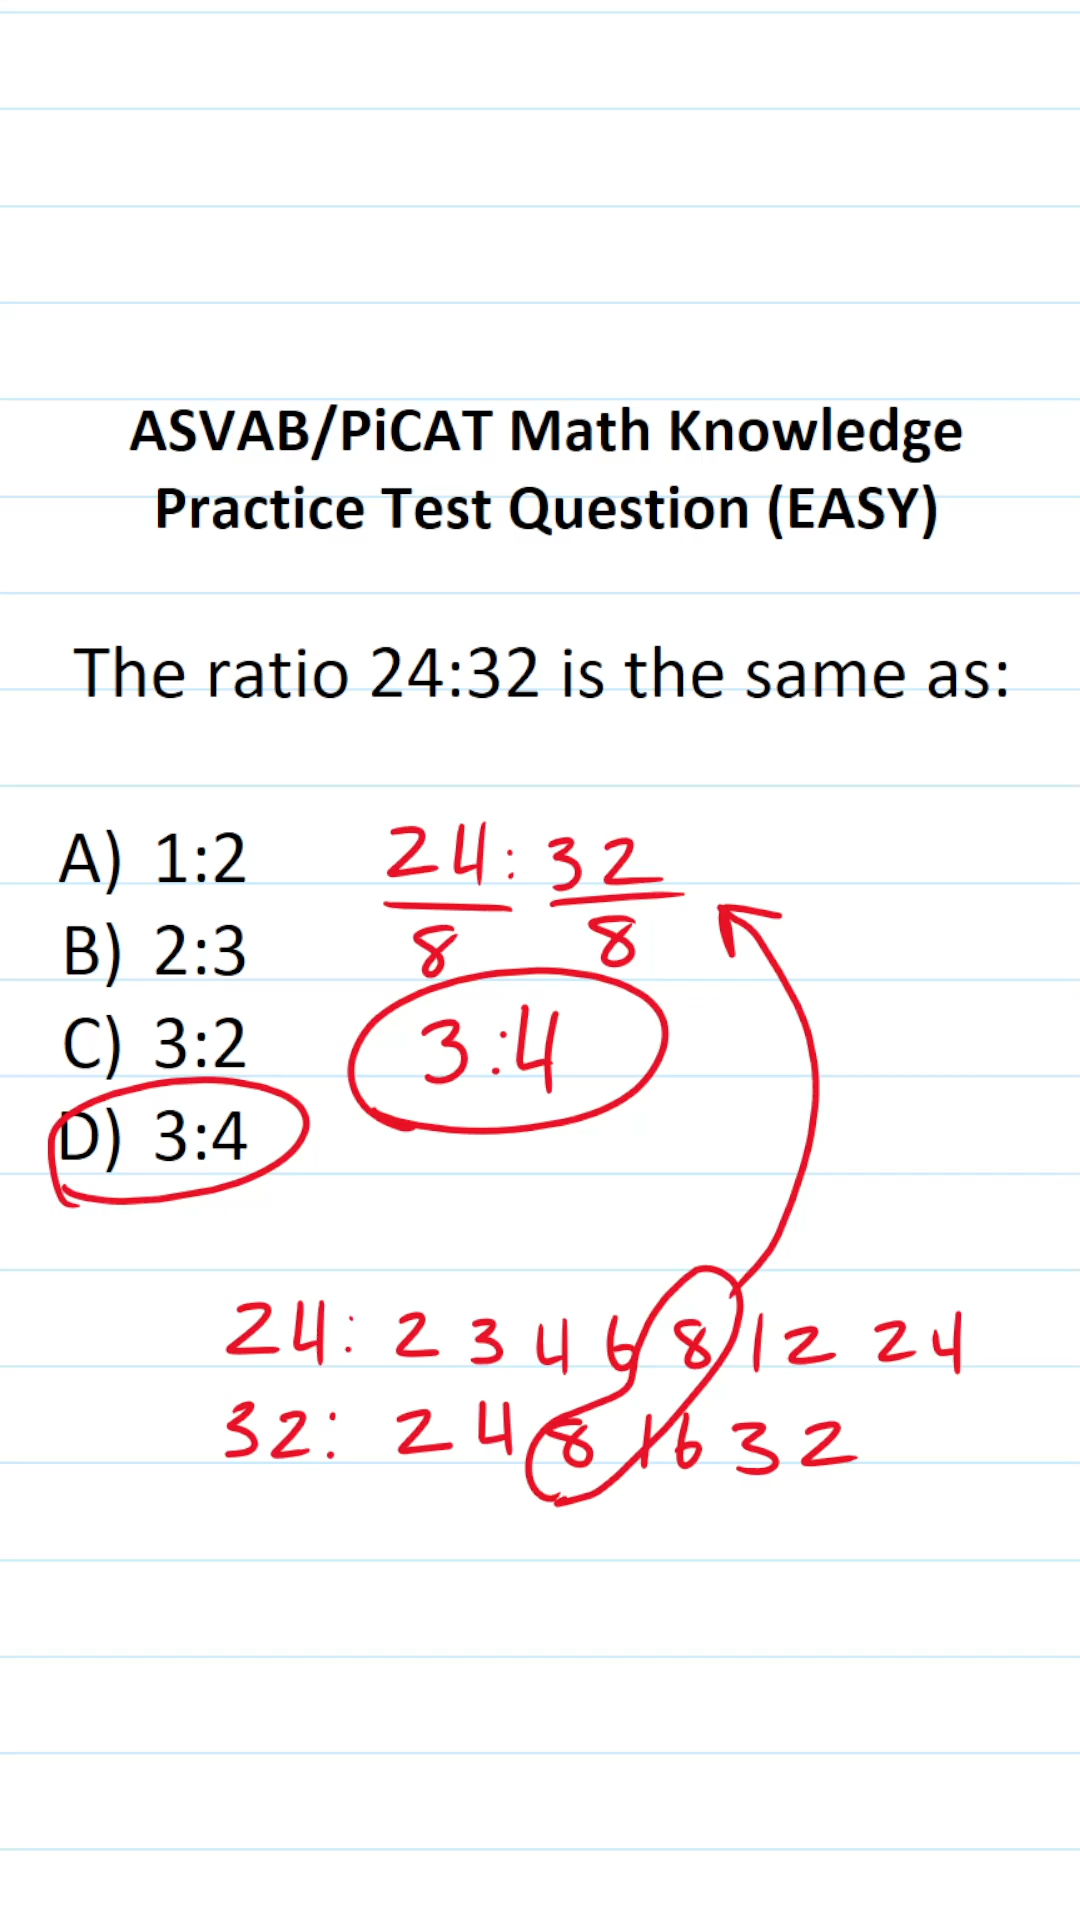 ASVAB/PiCAT Math Knowledge
Practice Test Question (EASY)
The ratio 24:32 is the same as:
A) 1:2
B) 2:3
C) 3:2
D) 3:4
24 : 32
8 8
3:4
24: 2 3 4 6 8 12 24
32: 2 4 8 16 32